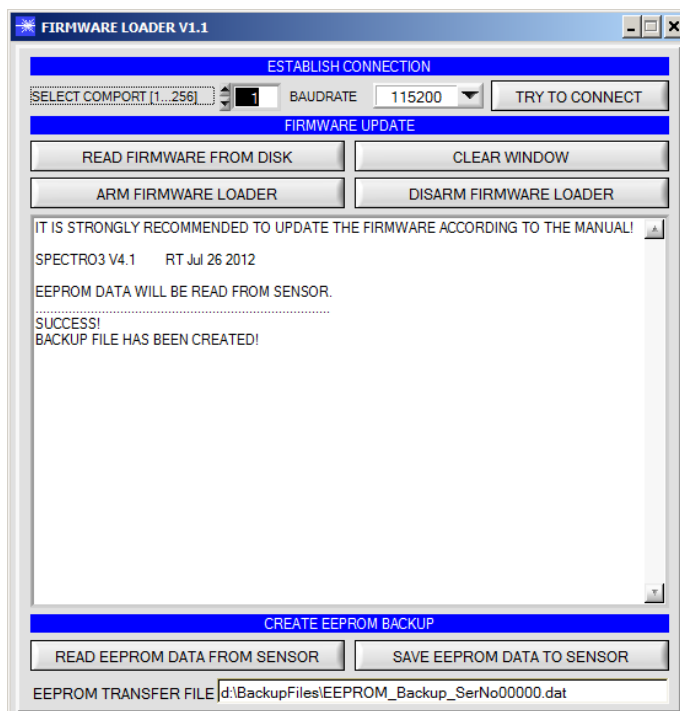 FIRMWARE LOADER V1.1
ESTABLISH CONNECTION
SELECT COMPORT [1...256] 1 BAUDRATE 115200 TRY TO CONNECT
FIRMWARE UPDATE
READ FIRMWARE FROM DISK CLEAR WINDOW
ARM FIRMWARE LOADER DISARM FIRMWARE LOADER
IT IS STRONGLY RECOMMENDED TO UPDATE THE FIRMWARE ACCORDING TO THE MANUAL!
SPECTRO3 V4.1 RT Jul 26 2012
EEPROM DATA WILL BE READ FROM SENSOR.
..........................................................................
SUCCESS!
BACKUP FILE HAS BEEN CREATED!
CREATE EEPROM BACKUP
READ EEPROM DATA FROM SENSOR SAVE EEPROM DATA TO SENSOR
EEPROM TRANSFER FILE d:\BackupFiles\EEPROM_Backup_SerNo00000.dat